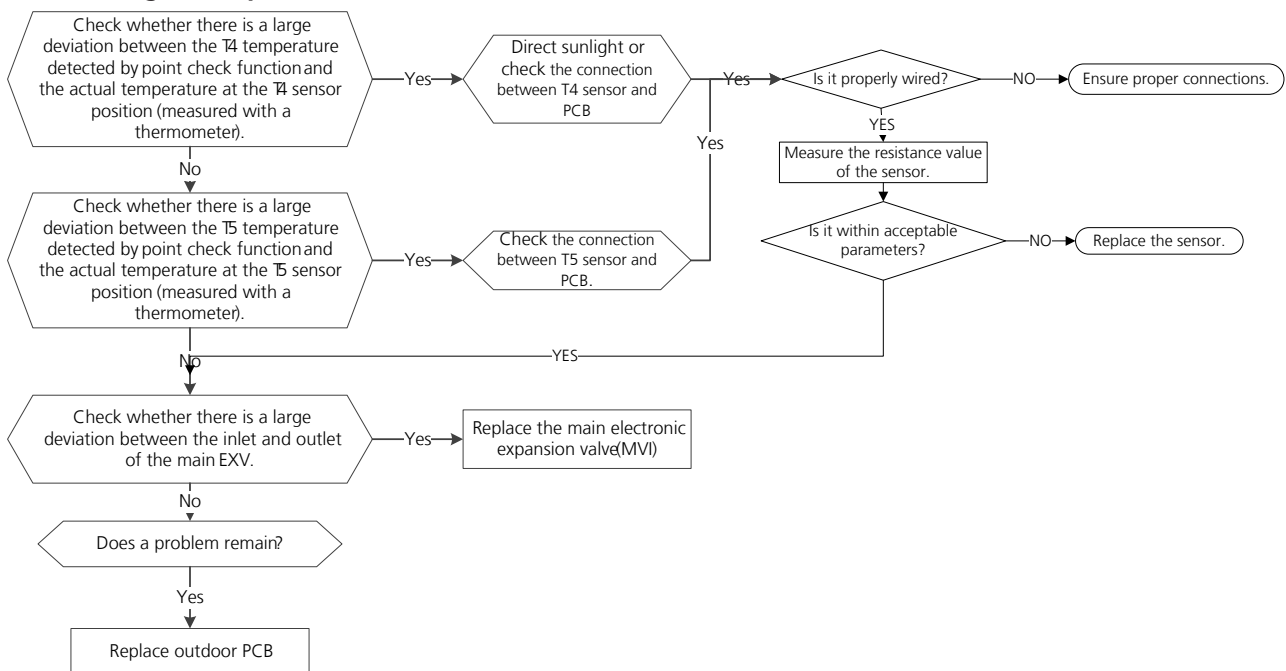 Check whether there is a large
deviation between the T4 temperature
detected by point check function and
the actual temperature at the T4 sensor
position (measured with a
thermometer).
Yes
Direct sunlight or
check the connection
between T4 sensor and
PCB
Yes
Is it properly wired?
NO
Ensure proper connections.
YES
Yes
Measure the resistance value
of the sensor.
No
Check whether there is a large
deviation between the T5 temperature
detected by point check function and
the actual temperature at the T5 sensor
position (measured with a
thermometer).
Yes
Check the connection
between T5 sensor and
PCB.
Is it within acceptable
parameters?
NO
Replace the sensor.
YES
No
Check whether there is a large
deviation between the inlet and outlet
of the main EXV.
Yes
Replace the main electronic
expansion valve(MVI)
No
Does a problem remain?
Yes
Replace outdoor PCB